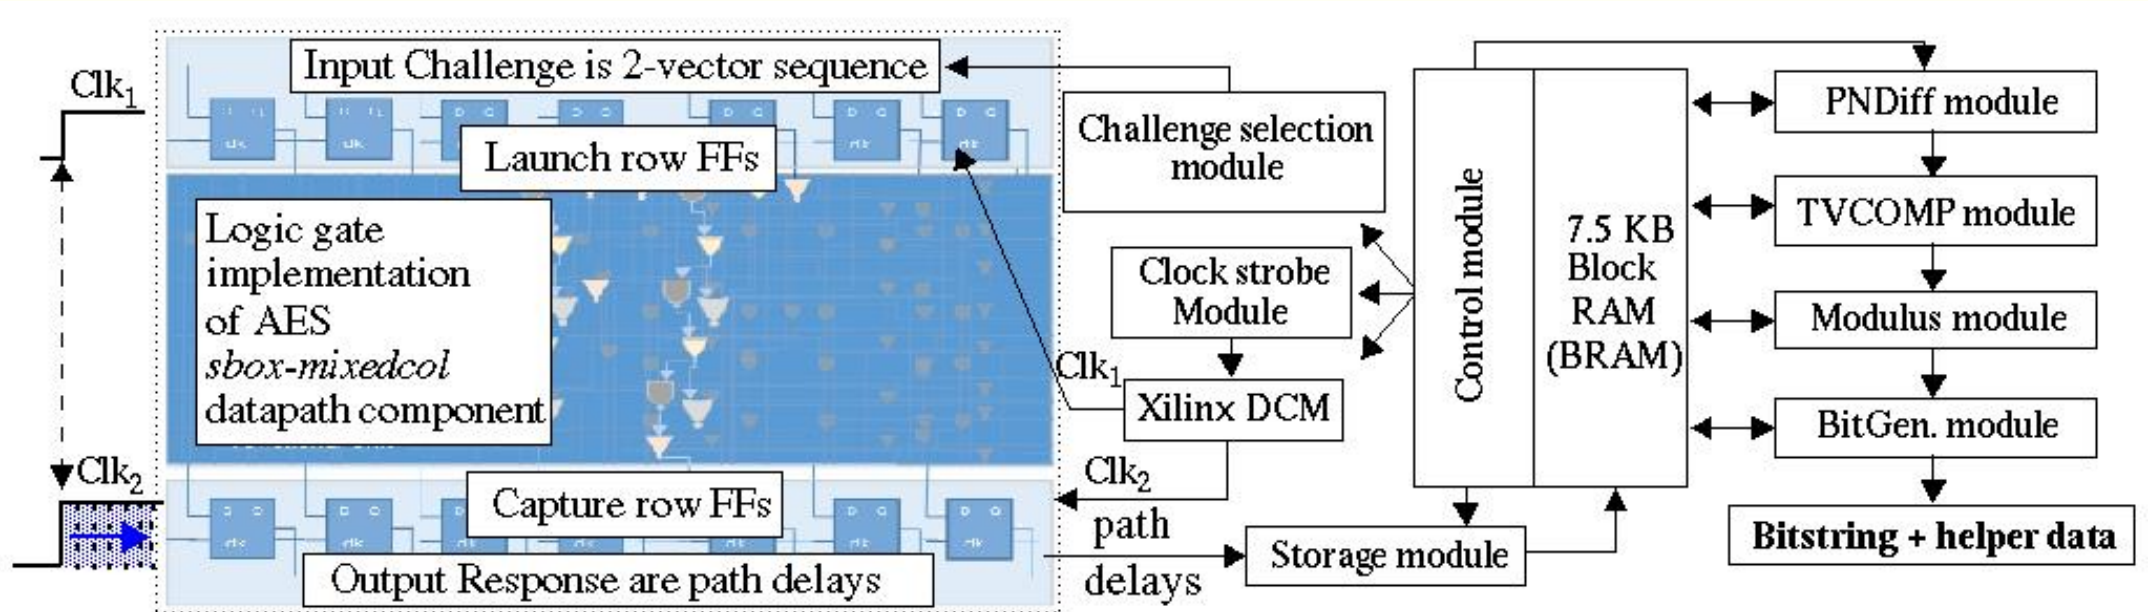 Clk1
Input Challenge is 2-vector sequence
Launch row FFs
Logic gate
implementation
of AES
sbox-mixedcol
datapath component
Clk2
Capture row FFs
Output Response are path delays
Challenge selection
module
Clock strobe
Module
Clk1
Xilinx DCM
Clk2
path
delays
Storage module
Control module
7.5 KB
Block
RAM
(BRAM)
PNDiff module
TVCOMP module
Modulus module
BitGen. module
Bitstring + helper data